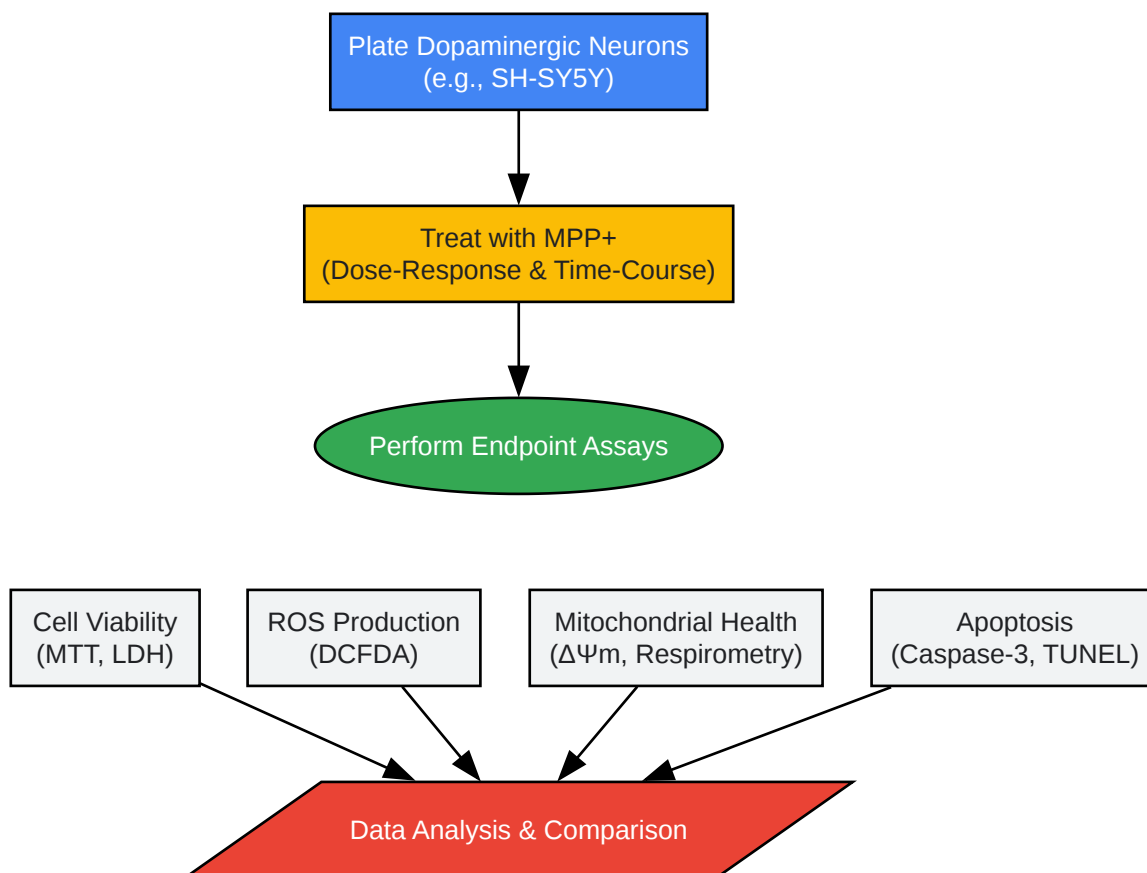 Plate Dopaminergic Neurons
(e.g., SH-SY5Y)
Treat with MPP+
(Dose-Response & Time-Course)
Perform Endpoint Assays
Cell Viability
(MTT, LDH)
ROS Production
(DCFDA)
Mitochondrial Health
(ΔΨm, Respirometry)
Apoptosis
(Caspase-3, TUNEL)
Data Analysis & Comparison